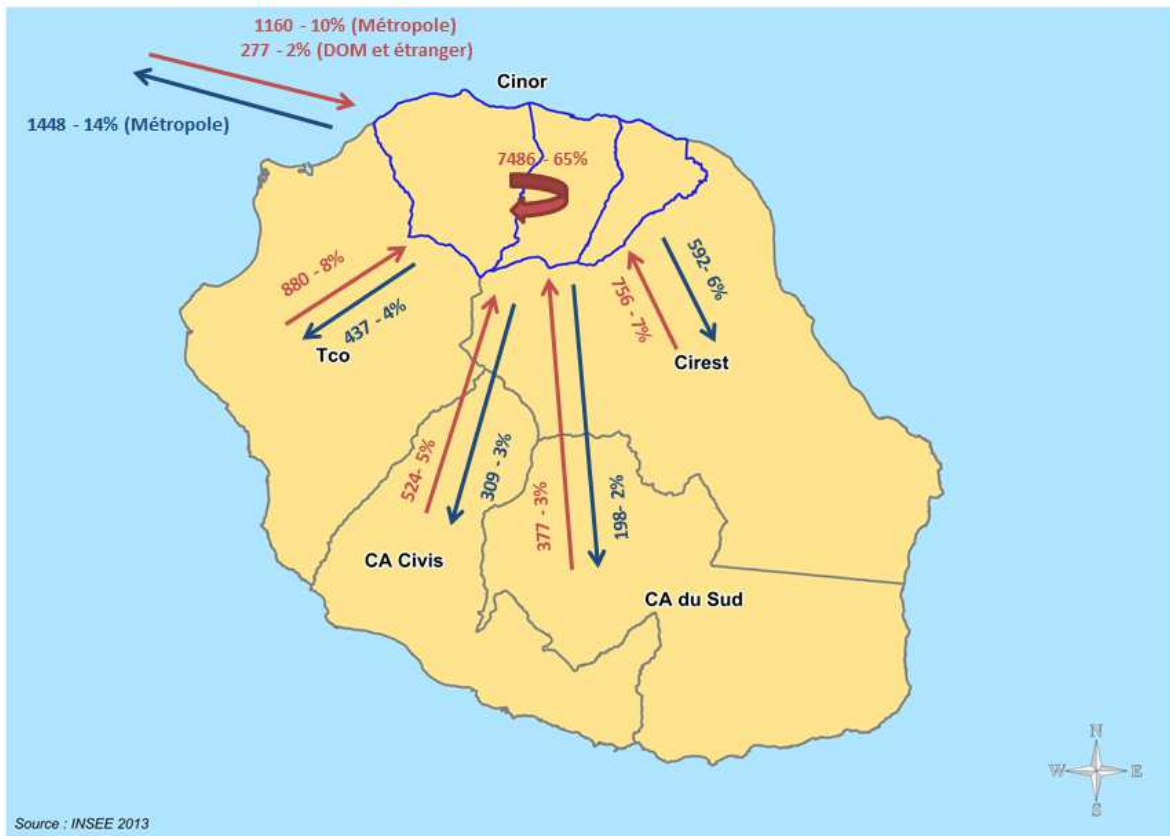 1160 - 10% (Métropole)
277 - 2% (DOM et étranger)
Cinor
1448 - 14% (Métropole)
7486 - 65%
880 - 8%
437 - 4%
Tco
592- 6%
756 - 7%
Cirest
524- 5%
309 - 3%
377 - 3%
198- 2%
CA Civis
CA du Sud
N
W
E
S
Source : INSEE 2013